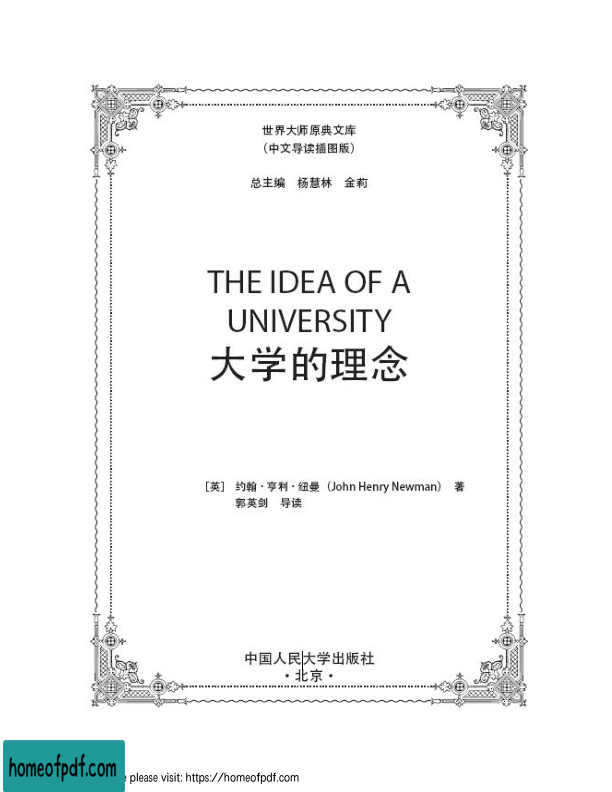 世界大师原典文库
（中文导读插图版）
总主编 杨慧林 金莉
THE IDEA OF A
UNIVERSITY
大学的理念
［英］ 约翰·亨利·纽曼（John Henry Newman） 著
郭英剑 导读
中国人民大学出版社
·北京·
homeofpdf.com
please visit: https://homeofpdf.com